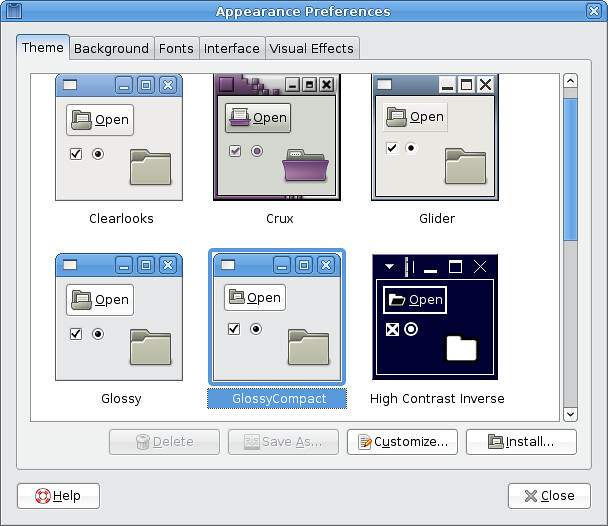 Appearance Preferences
Theme Background Fonts Interface Visual Effects
Open Open Open
Clearlooks Crux Glider
Open Open Open
Glossy GlossyCompact High Contrast Inverse
Delete Save As... Customize... Install...
Help Close